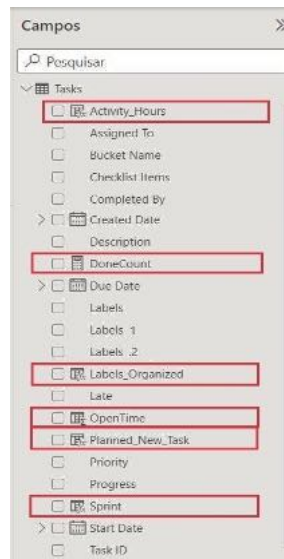 Campos
Pesquisar
Tasks
Activity_Hours
Assigned To
Bucket Name
Checklist Items
Completed By
Created Date
Description
DoneCount
Due Date
Labels
Labels .1
Labels .2
Labels_Organized
Late
OpenTime
Planned_New_Task
Priority
Progress
Sprint
Start Date
Task ID